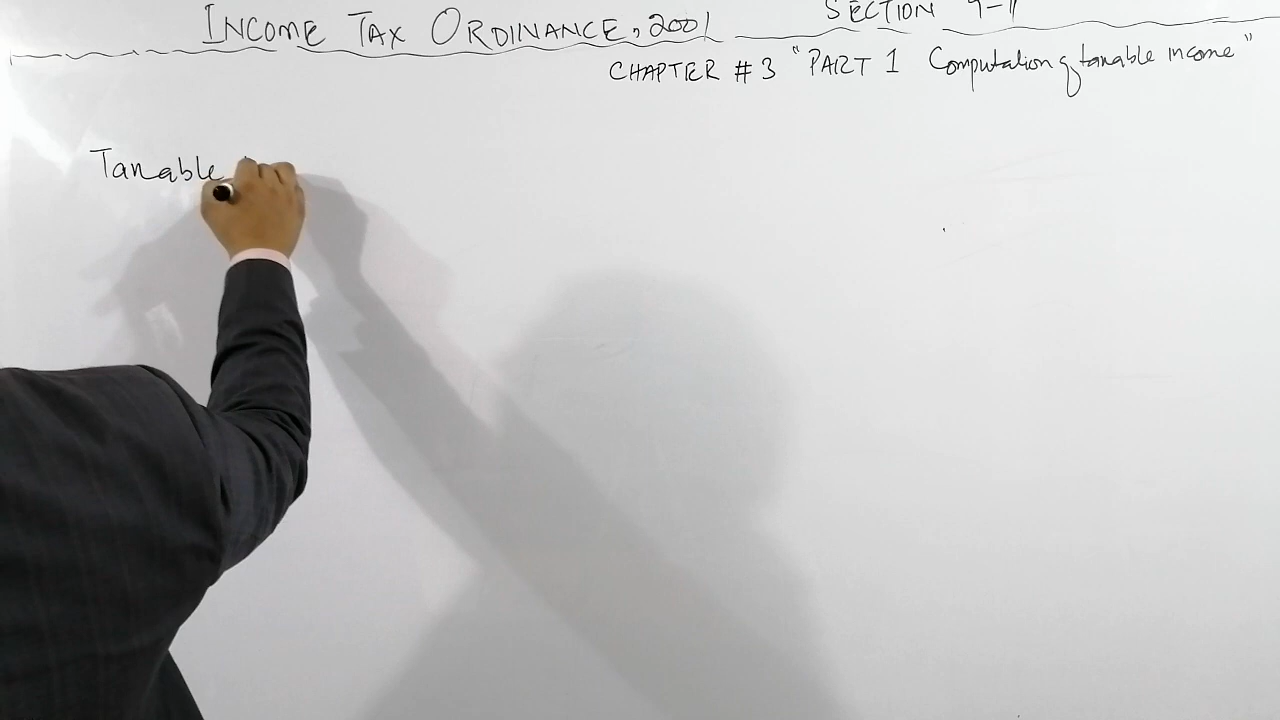 INCOME TAX ORDINANCE, 2001 SECTION 9-11
CHAPTER # 3 "PART 1 Computation of taxable income"
Taxable